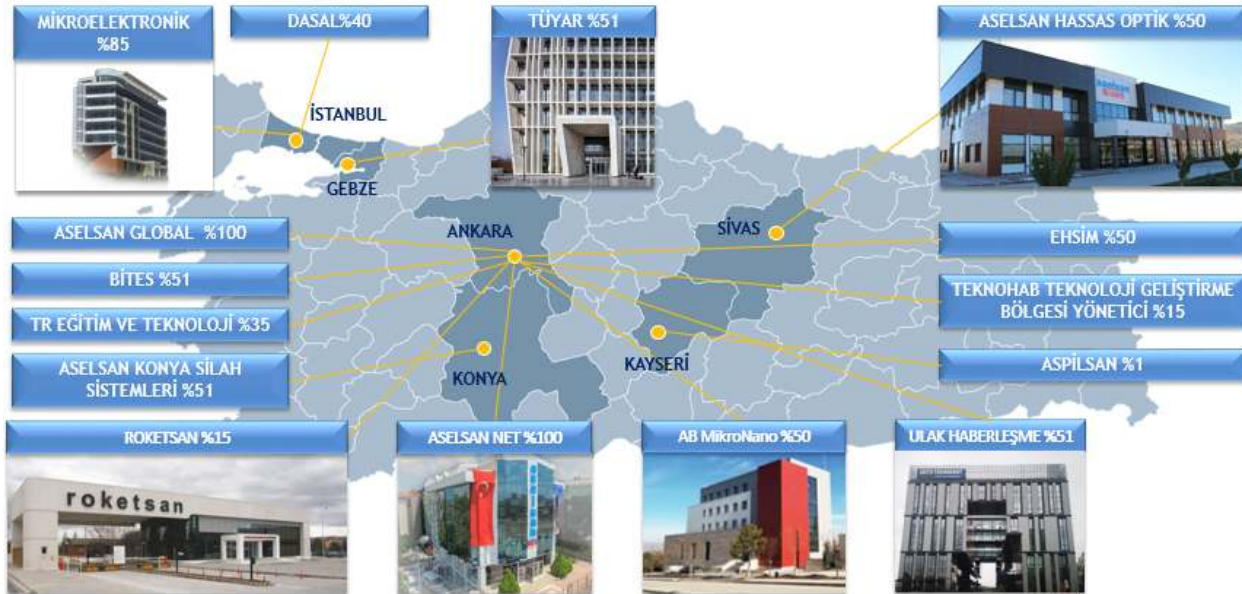 MİKROELEKTRONİK
%85
DASAL%40
TÜYAR %51
ASELSAN HASSAS OPTİK %50
İSTANBUL
GEBZE
ANKARA
SİVAS
KAYSERİ
KONYA
ASELSAN GLOBAL %100
BİTES %51
TR EĞİTİM VE TEKNOLOJİ %35
ASELSAN KONYA SİLAH
SİSTEMLERİ %51
EHSİM %50
TEKNOHAB TEKNOLOJİ GELİŞTİRME
BÖLGESİ YÖNETİCİ %15
ASPİLSAN %1
ROKETSAN %15
roketsan
ASELSAN NET %100
AB MikroNano %50
ULAK HABERLEŞME %51